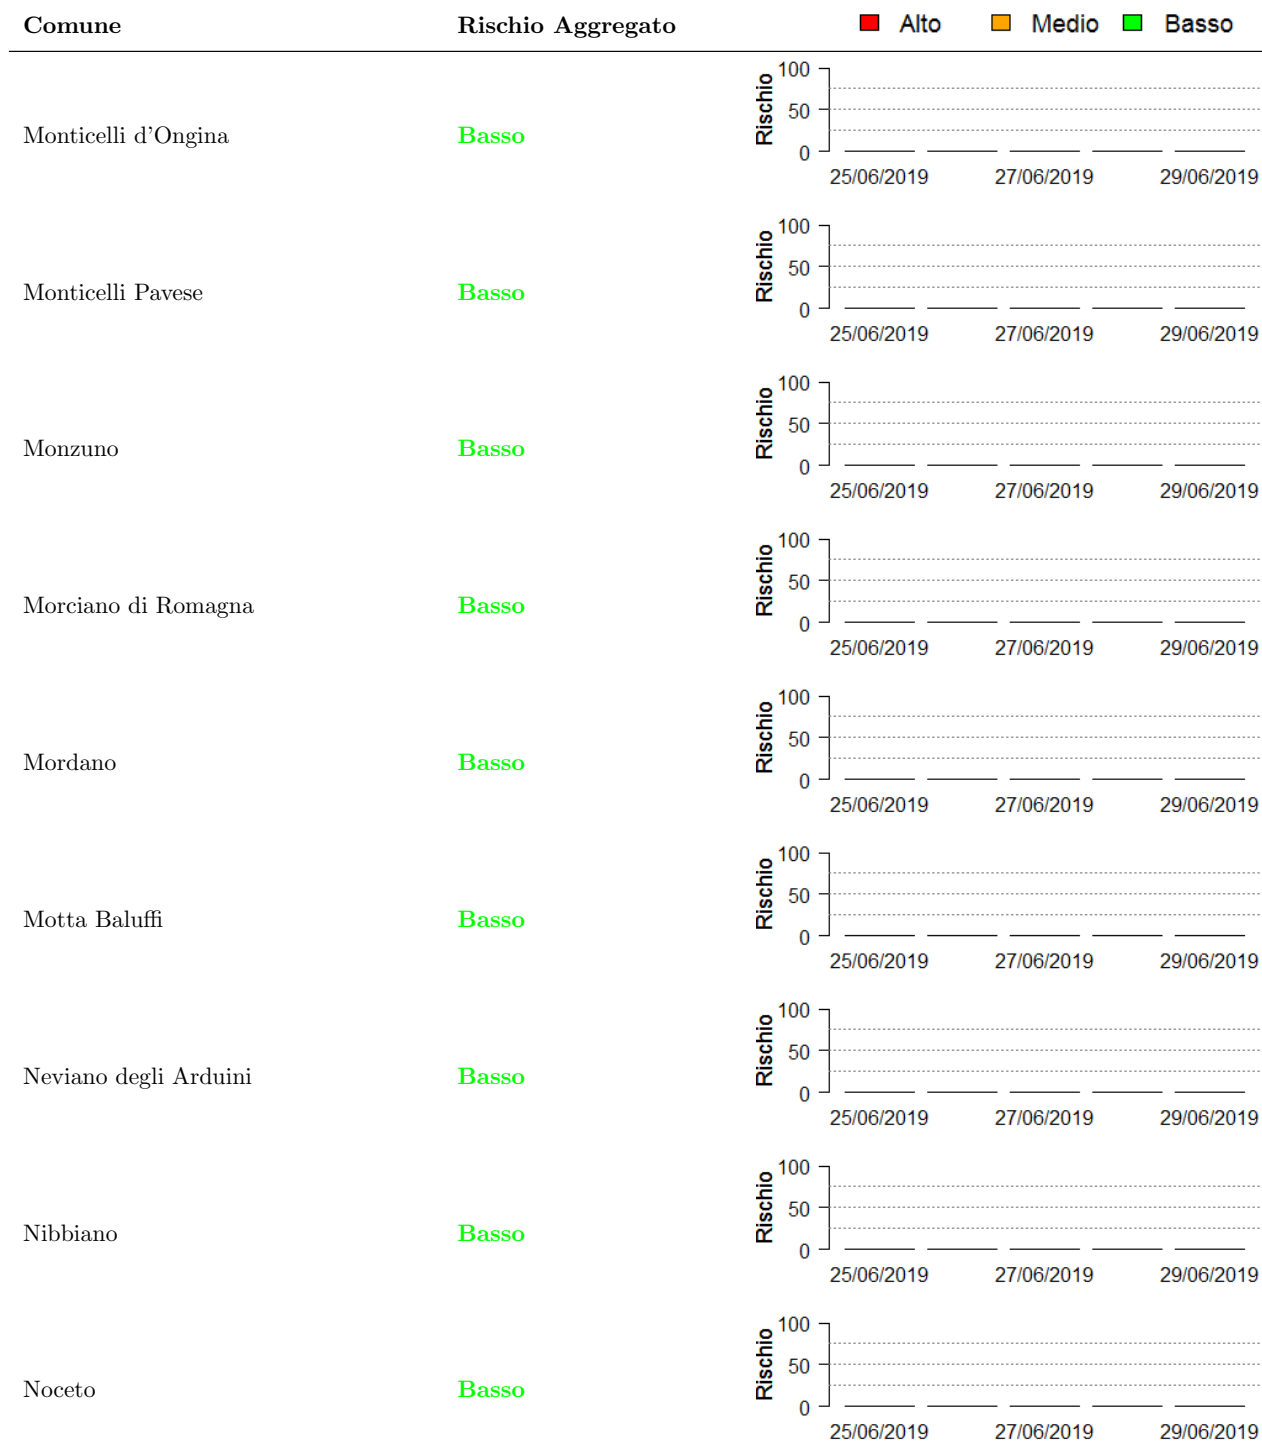 Comune Rischio Aggregato Alto Medio Basso
Monticelli d'Ongina Basso
Rischio
100
50
0
25/06/2019 27/06/2019 29/06/2019
Monticelli Pavese Basso
Rischio
100
50
0
25/06/2019 27/06/2019 29/06/2019
Monzuno Basso
Rischio
100
50
0
25/06/2019 27/06/2019 29/06/2019
Morciano di Romagna Basso
Rischio
100
50
0
25/06/2019 27/06/2019 29/06/2019
Mordano Basso
Rischio
100
50
0
25/06/2019 27/06/2019 29/06/2019
Motta Baluffi Basso
Rischio
100
50
0
25/06/2019 27/06/2019 29/06/2019
Neviano degli Arduini Basso
Rischio
100
50
0
25/06/2019 27/06/2019 29/06/2019
Nibbiano Basso
Rischio
100
50
0
25/06/2019 27/06/2019 29/06/2019
Noceto Basso
Rischio
100
50
0
25/06/2019 27/06/2019 29/06/2019